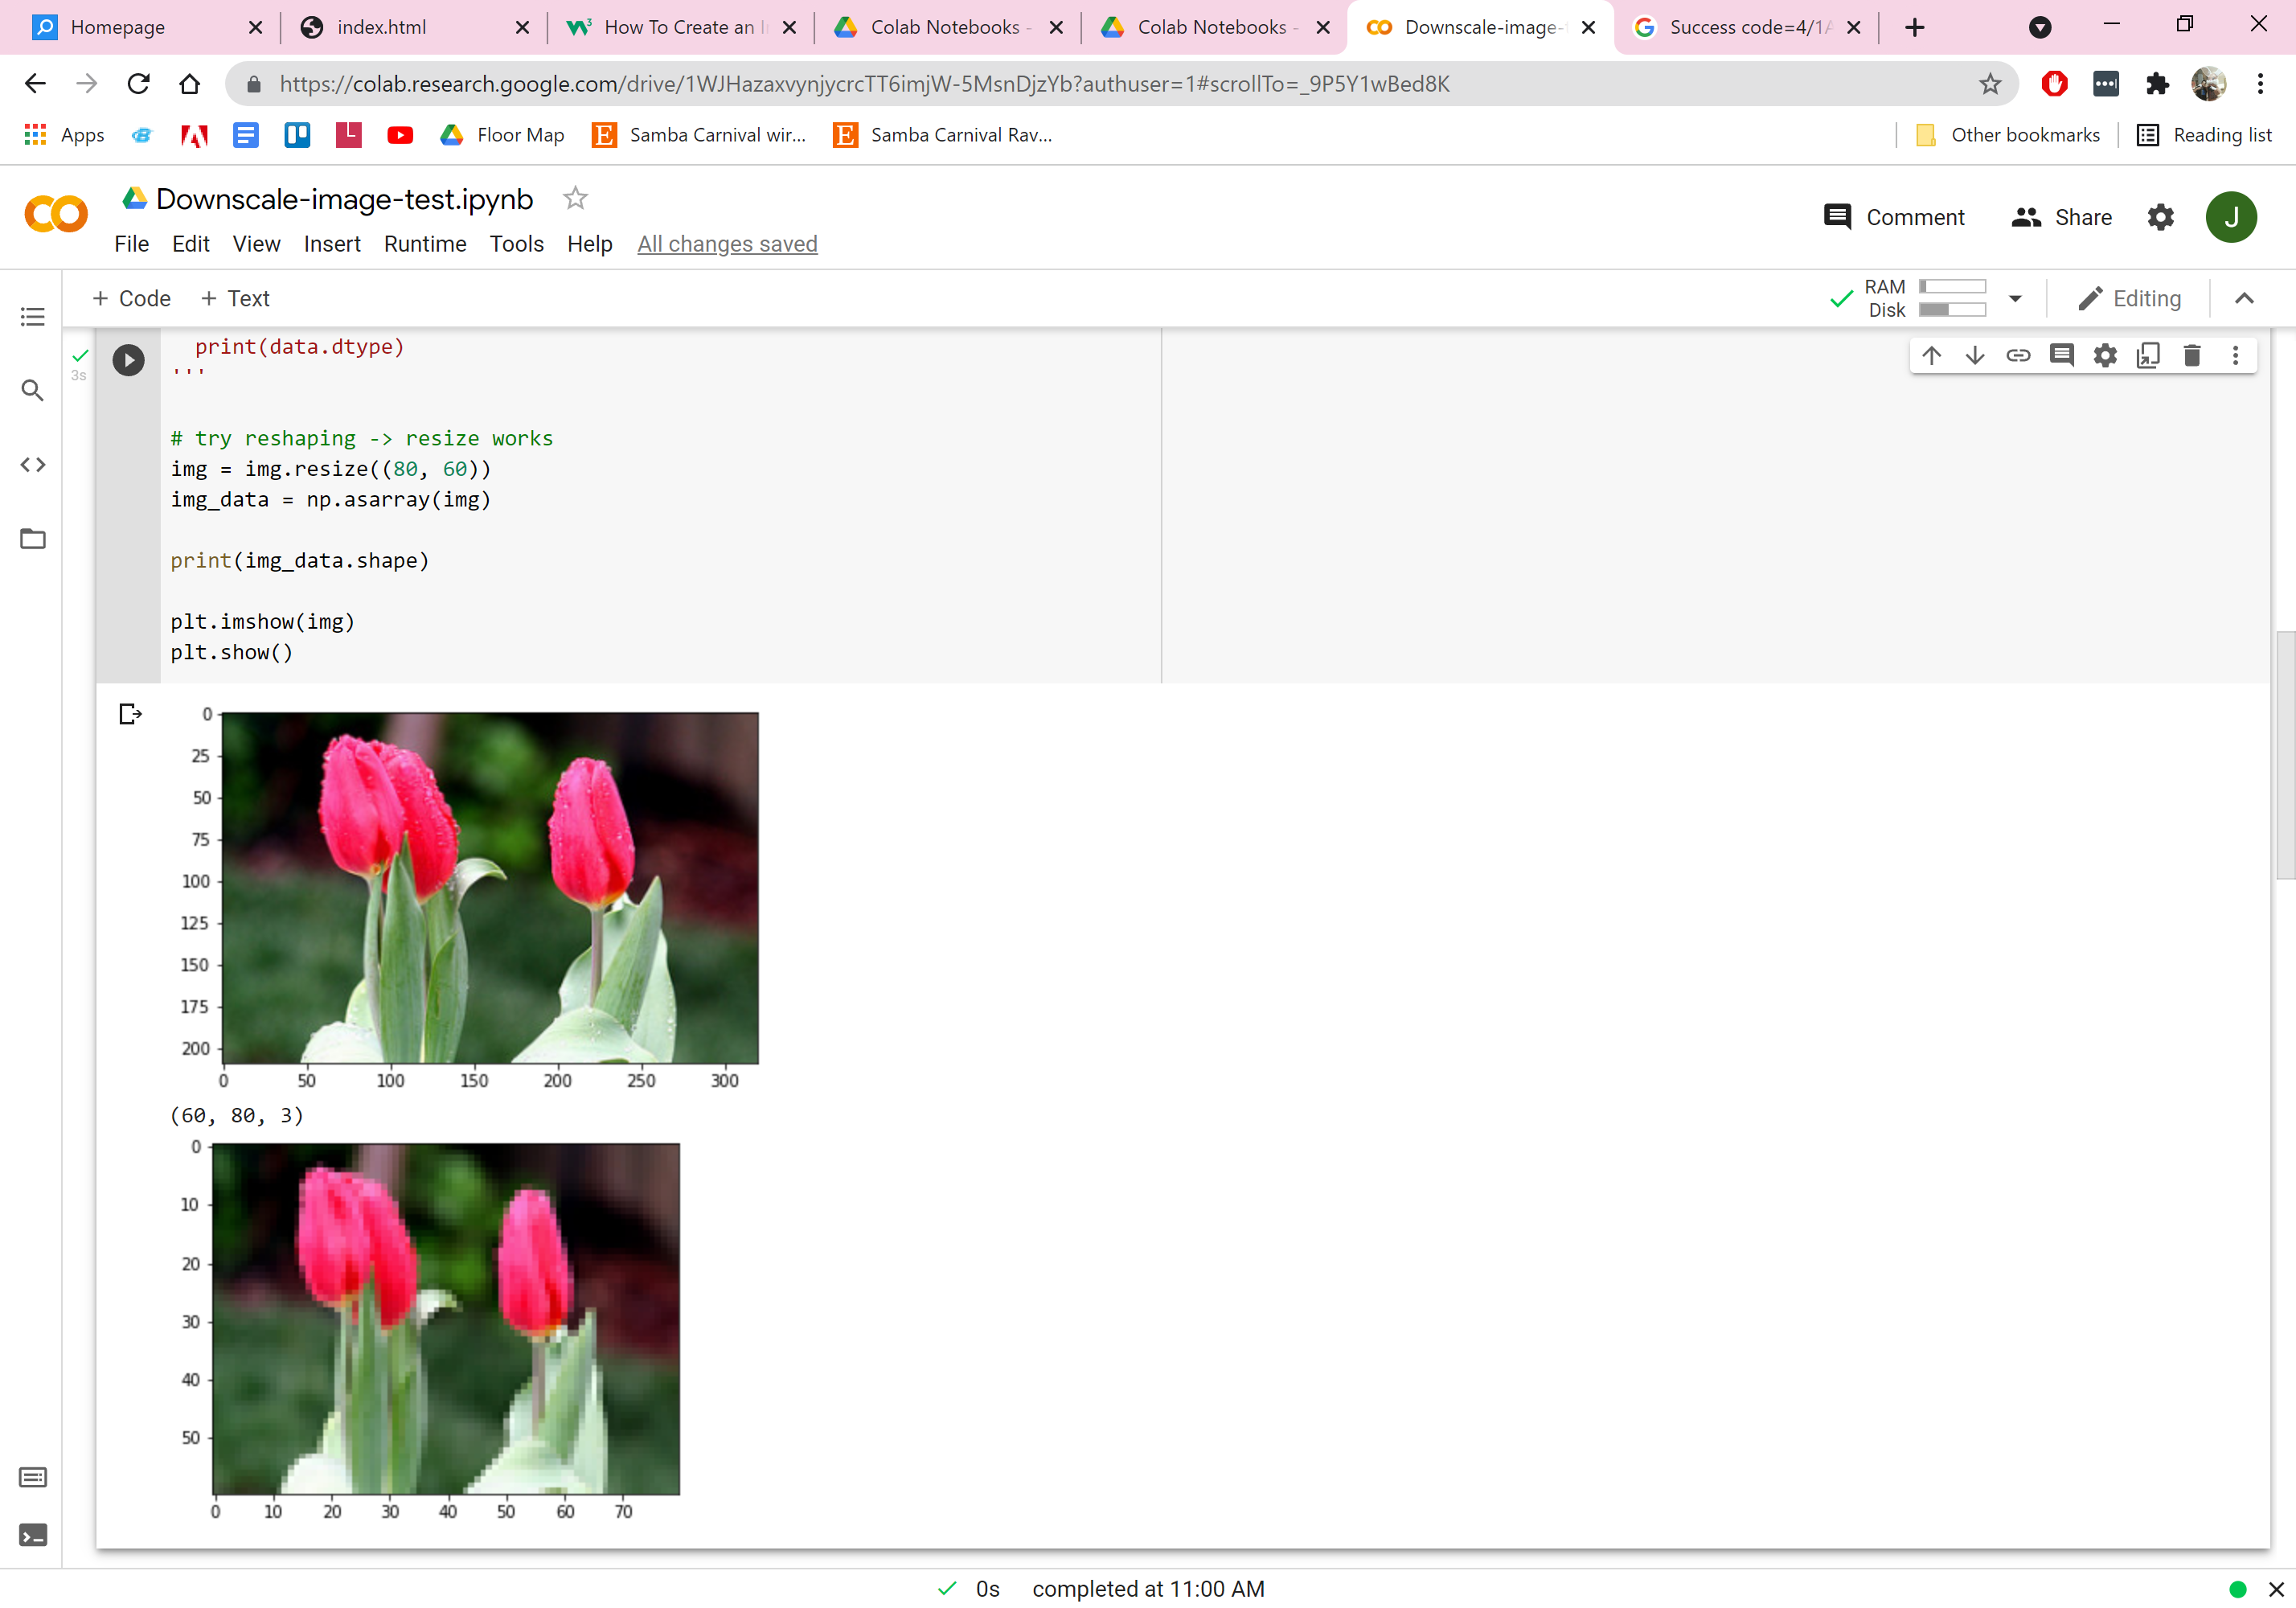 Homepage
index.html
How To Create an I
Colab Notebooks -
Colab Notebooks -
Downscale-image-
Success code=4/1
https://colab.research.google.com/drive/1WJHazaxvynjycrcTT6imjW-5MsnDjzYb?authuser=1#scrollTo=_9P5Y1wBed8K
Apps
Floor Map
Samba Carnival wir...
Samba Carnival Rav...
Other bookmarks
Reading list
Downscale-image-test.ipynb
Comment
Share
J
File Edit View Insert Runtime Tools Help All changes saved
+ Code + Text
RAM
Disk
Editing
3s
print(data.dtype)
'''
# try reshaping -> resize works
img = img.resize((80, 60))
img_data = np.asarray(img)
print(img_data.shape)
plt.imshow(img)
plt.show()
0
25
50
75
100
125
150
175
200
0 50 100 150 200 250 300
(60, 80, 3)
0
10
20
30
40
50
0 10 20 30 40 50 60 70
0s completed at 11:00 AM